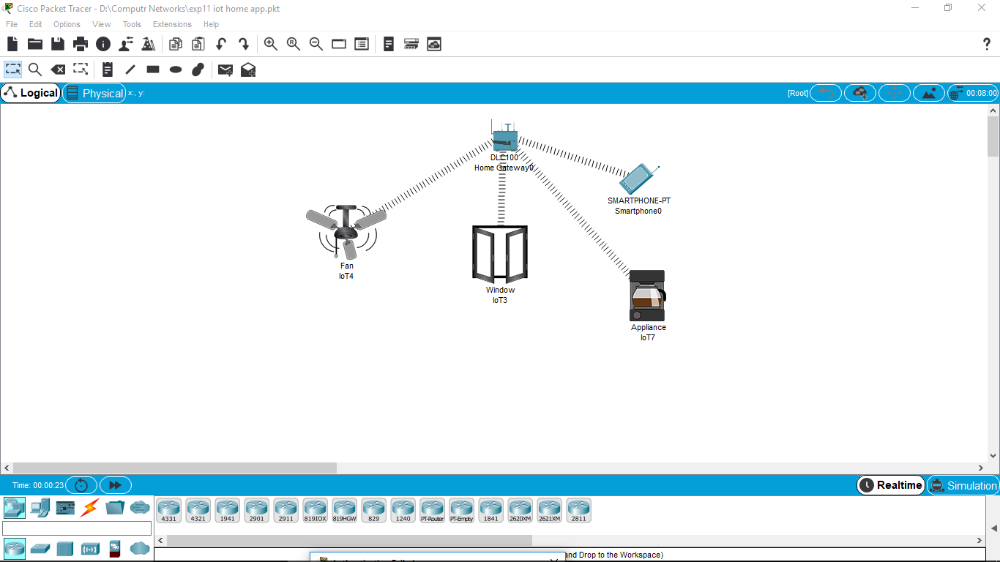 Cisco Packet Tracer - D:\Computr Networks\exp11 iot home app.pkt
File Edit Options View Tools Extensions Help
?
Logical Physical x:, y: [Root] 00:08:00
DLC100
Home Gateway0
SMARTPHONE-PT
Smartphone0
Fan
IoT4
Window
IoT3
Appliance
IoT7
Time: 00:00:23 Realtime Simulation
4331 4321 1941 2901 2911 819IOX 819HGW 829 1240 PT-Router PT-Empty 1841 2620XM 2621XM 2811
and Drop to the Workspace)